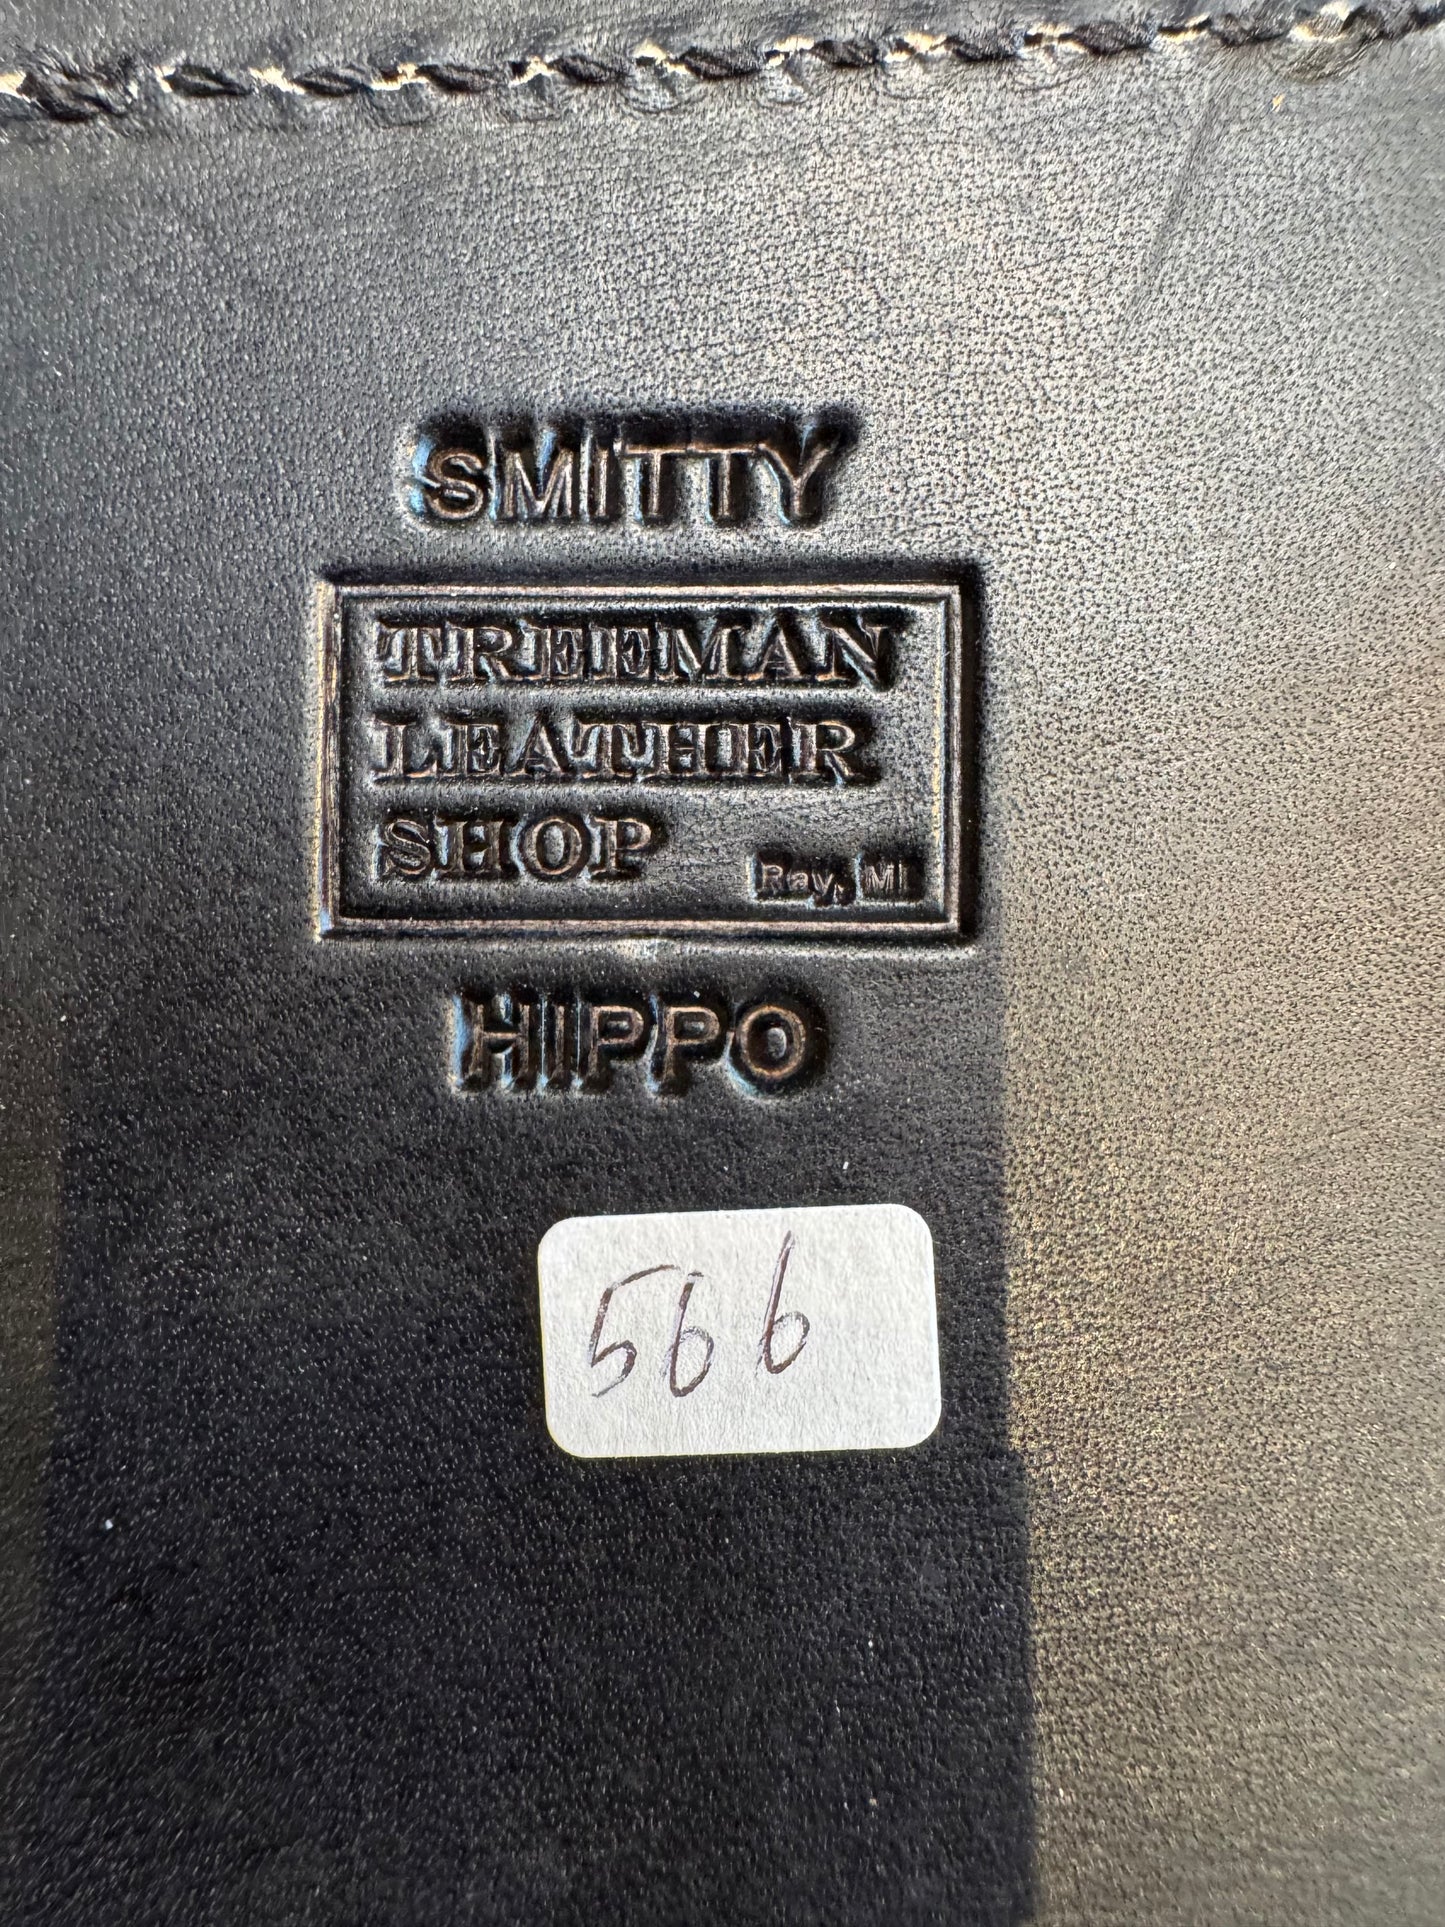 SMITTY
TREEMAN
LEATHER
SHOP Ray, MI
HIPPO
566